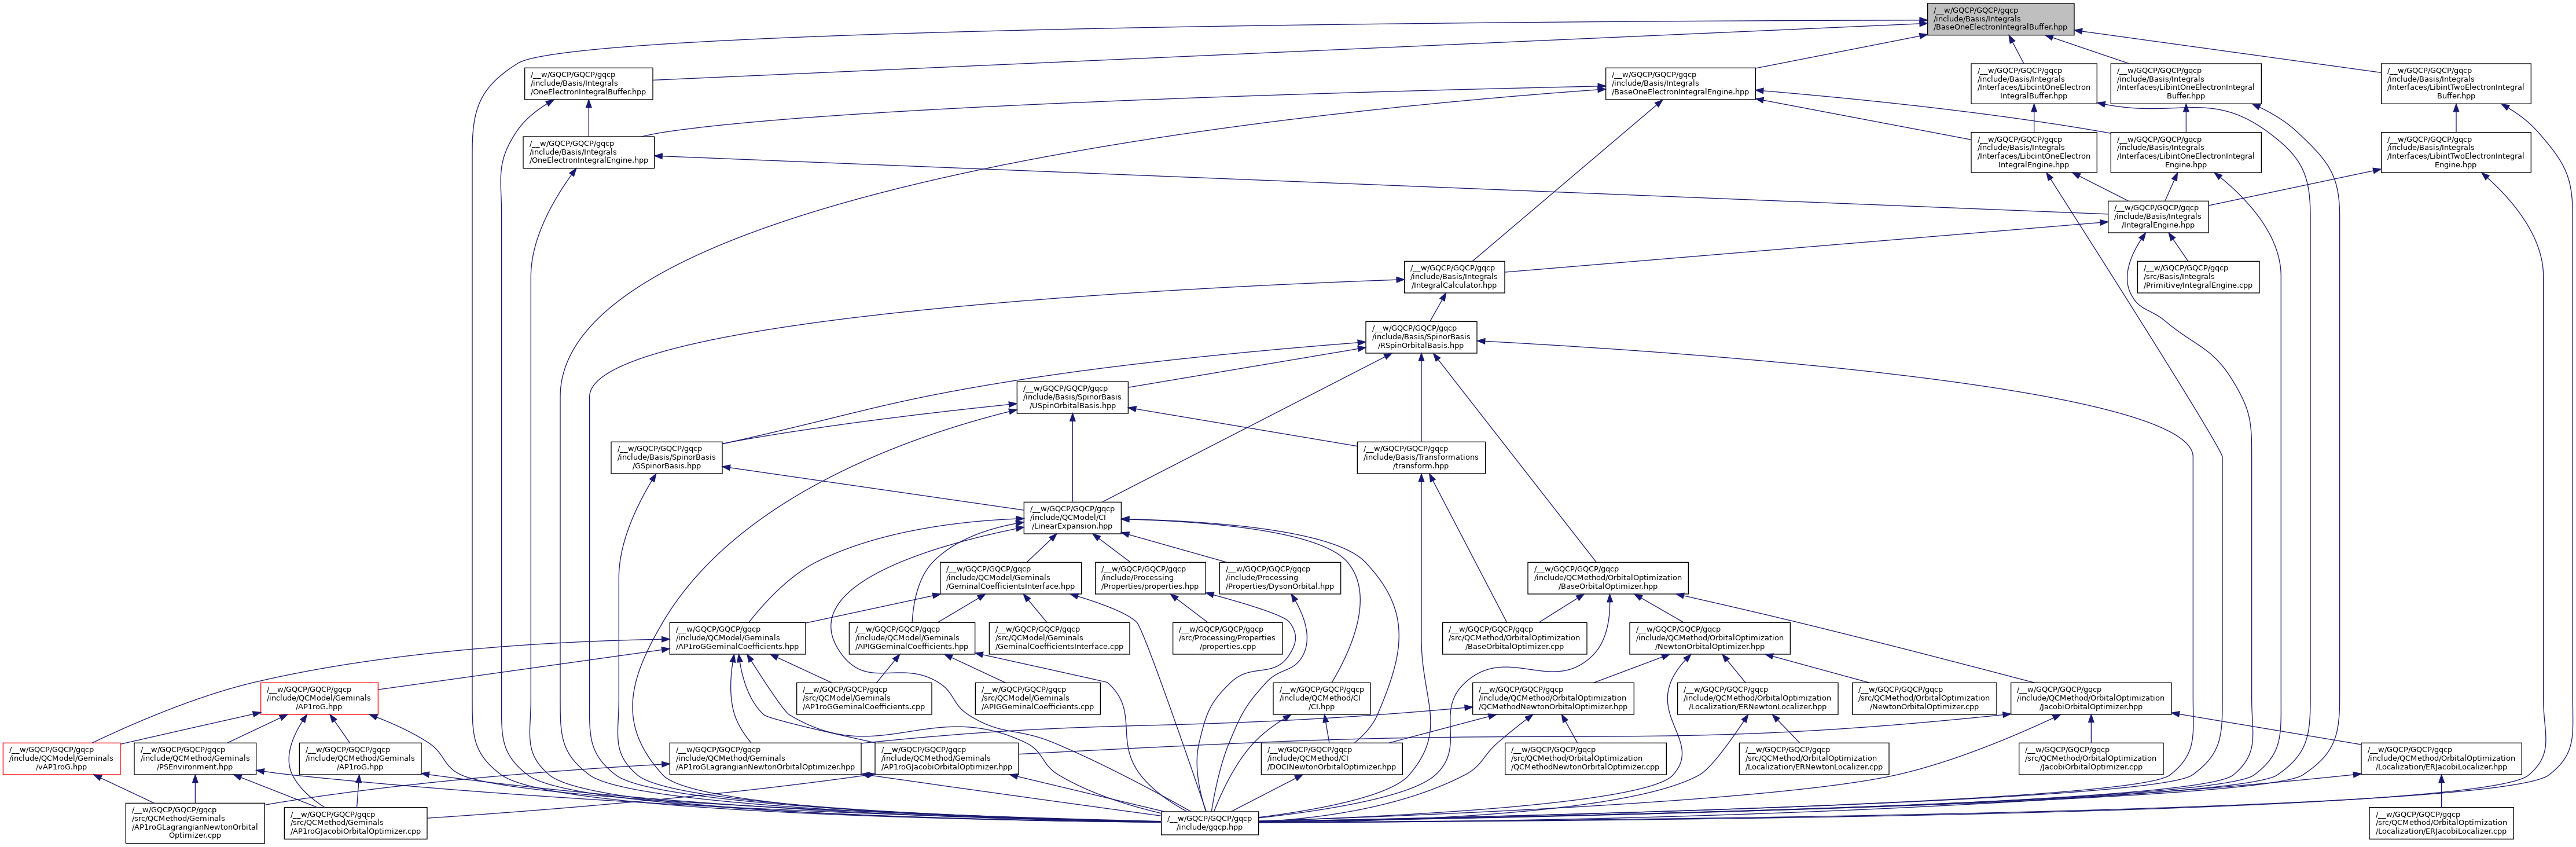 /__w/GQCP/GQCP/gqcp
/include/Basis/Integrals
/BaseOneElectronIntegralBuffer.hpp
/__w/GQCP/GQCP/gqcp
/include/Basis/Integrals
/OneElectronIntegralBuffer.hpp
/__w/GQCP/GQCP/gqcp
/include/Basis/Integrals
/BaseOneElectronIntegralEngine.hpp
/__w/GQCP/GQCP/gqcp
/include/Basis/Integrals
/Interfaces/LibcintOneElectron
IntegralBuffer.hpp
/__w/GQCP/GQCP/gqcp
/include/Basis/Integrals
/Interfaces/LibintOneElectronIntegral
Buffer.hpp
/__w/GQCP/GQCP/gqcp
/include/Basis/Integrals
/Interfaces/LibintTwoElectronIntegral
Buffer.hpp
/__w/GQCP/GQCP/gqcp
/include/Basis/Integrals
/OneElectronIntegralEngine.hpp
/__w/GQCP/GQCP/gqcp
/include/Basis/Integrals
/Interfaces/LibcintOneElectron
IntegralEngine.hpp
/__w/GQCP/GQCP/gqcp
/include/Basis/Integrals
/Interfaces/LibintOneElectronIntegral
Engine.hpp
/__w/GQCP/GQCP/gqcp
/include/Basis/Integrals
/Interfaces/LibintTwoElectronIntegral
Engine.hpp
/__w/GQCP/GQCP/gqcp
/include/Basis/Integrals
/IntegralEngine.hpp
/__w/GQCP/GQCP/gqcp
/include/Basis/Integrals
/IntegralCalculator.hpp
/__w/GQCP/GQCP/gqcp
/src/Basis/Integrals
/Primitive/IntegralEngine.cpp
/__w/GQCP/GQCP/gqcp
/include/Basis/SpinorBasis
/RSpinOrbitalBasis.hpp
/__w/GQCP/GQCP/gqcp
/include/Basis/SpinorBasis
/USpinOrbitalBasis.hpp
/__w/GQCP/GQCP/gqcp
/include/Basis/SpinorBasis
/GSpinorBasis.hpp
/__w/GQCP/GQCP/gqcp
/include/Basis/Transformations
/transform.hpp
/__w/GQCP/GQCP/gqcp
/include/QCModel/CI
/LinearExpansion.hpp
/__w/GQCP/GQCP/gqcp
/include/QCModel/Geminals
/GeminalCoefficientsInterface.hpp
/__w/GQCP/GQCP/gqcp
/include/Processing
/Properties/properties.hpp
/__w/GQCP/GQCP/gqcp
/include/Processing
/Properties/DysonOrbital.hpp
/__w/GQCP/GQCP/gqcp
/include/QCMethod/OrbitalOptimization
/BaseOrbitalOptimizer.hpp
/__w/GQCP/GQCP/gqcp
/include/QCModel/Geminals
/AP1roGGeminalCoefficients.hpp
/__w/GQCP/GQCP/gqcp
/include/QCModel/Geminals
/APIGGeminalCoefficients.hpp
/__w/GQCP/GQCP/gqcp
/src/QCModel/Geminals
/GeminalCoefficientsInterface.cpp
/__w/GQCP/GQCP/gqcp
/src/Processing/Properties
/properties.cpp
/__w/GQCP/GQCP/gqcp
/src/QCMethod/OrbitalOptimization
/BaseOrbitalOptimizer.cpp
/__w/GQCP/GQCP/gqcp
/include/QCMethod/OrbitalOptimization
/NewtonOrbitalOptimizer.hpp
/__w/GQCP/GQCP/gqcp
/include/QCModel/Geminals
/AP1roG.hpp
/__w/GQCP/GQCP/gqcp
/src/QCModel/Geminals
/AP1roGGeminalCoefficients.cpp
/__w/GQCP/GQCP/gqcp
/src/QCModel/Geminals
/APIGGeminalCoefficients.cpp
/__w/GQCP/GQCP/gqcp
/include/QCMethod/CI
/CI.hpp
/__w/GQCP/GQCP/gqcp
/include/QCMethod/OrbitalOptimization
/QCMethodNewtonOrbitalOptimizer.hpp
/__w/GQCP/GQCP/gqcp
/include/QCMethod/OrbitalOptimization
/Localization/ERNewtonLocalizer.hpp
/__w/GQCP/GQCP/gqcp
/src/QCMethod/OrbitalOptimization
/NewtonOrbitalOptimizer.cpp
/__w/GQCP/GQCP/gqcp
/include/QCMethod/OrbitalOptimization
/JacobiOrbitalOptimizer.hpp
/__w/GQCP/GQCP/gqcp
/include/QCModel/Geminals
/vAP1roG.hpp
/__w/GQCP/GQCP/gqcp
/include/QCMethod/Geminals
/PSEnvironment.hpp
/__w/GQCP/GQCP/gqcp
/include/QCMethod/Geminals
/AP1roG.hpp
/__w/GQCP/GQCP/gqcp
/include/QCMethod/Geminals
/AP1roGLagrangianNewtonOrbitalOptimizer.hpp
/__w/GQCP/GQCP/gqcp
/include/QCMethod/Geminals
/AP1roGJacobiOrbitalOptimizer.hpp
/__w/GQCP/GQCP/gqcp
/include/QCMethod/CI
/DOCINewtonOrbitalOptimizer.hpp
/__w/GQCP/GQCP/gqcp
/src/QCMethod/OrbitalOptimization
/QCMethodNewtonOrbitalOptimizer.cpp
/__w/GQCP/GQCP/gqcp
/src/QCMethod/OrbitalOptimization
/Localization/ERNewtonLocalizer.cpp
/__w/GQCP/GQCP/gqcp
/src/QCMethod/OrbitalOptimization
/JacobiOrbitalOptimizer.cpp
/__w/GQCP/GQCP/gqcp
/include/QCMethod/OrbitalOptimization
/Localization/ERJacobiLocalizer.hpp
/__w/GQCP/GQCP/gqcp
/src/QCMethod/Geminals
/AP1roGLagrangianNewtonOrbital
Optimizer.cpp
/__w/GQCP/GQCP/gqcp
/src/QCMethod/Geminals
/AP1roGJacobiOrbitalOptimizer.cpp
/__w/GQCP/GQCP/gqcp
/include/gqcp.hpp
/__w/GQCP/GQCP/gqcp
/src/QCMethod/OrbitalOptimization
/Localization/ERJacobiLocalizer.cpp